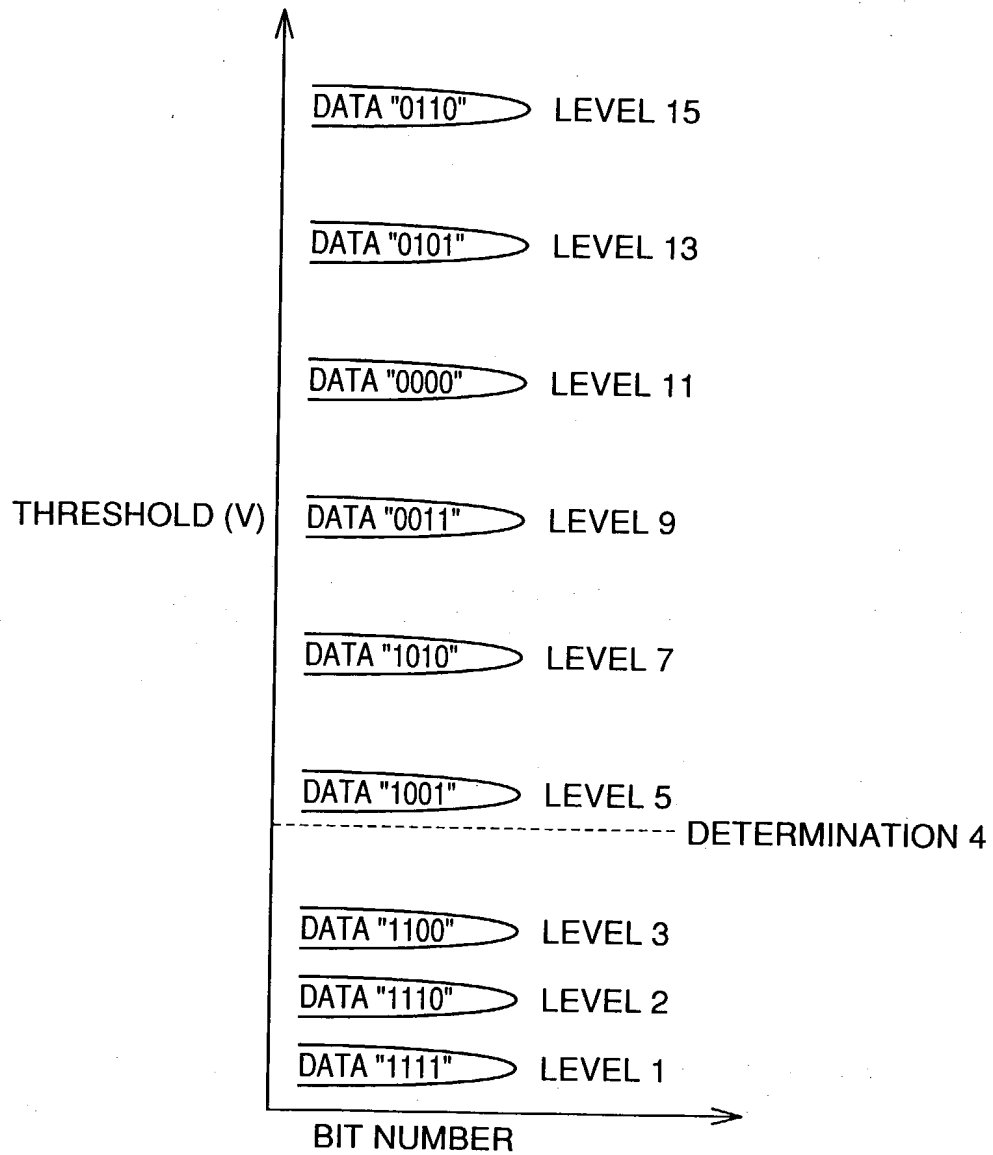 DATA "0110" LEVEL 15
DATA "0101" LEVEL 13
DATA "0000" LEVEL 11
THRESHOLD (V) DATA "0011" LEVEL 9
DATA "1010" LEVEL 7
DATA "1001" LEVEL 5
DETERMINATION 4
DATA "1100" LEVEL 3
DATA "1110" LEVEL 2
DATA "1111" LEVEL 1
BIT NUMBER